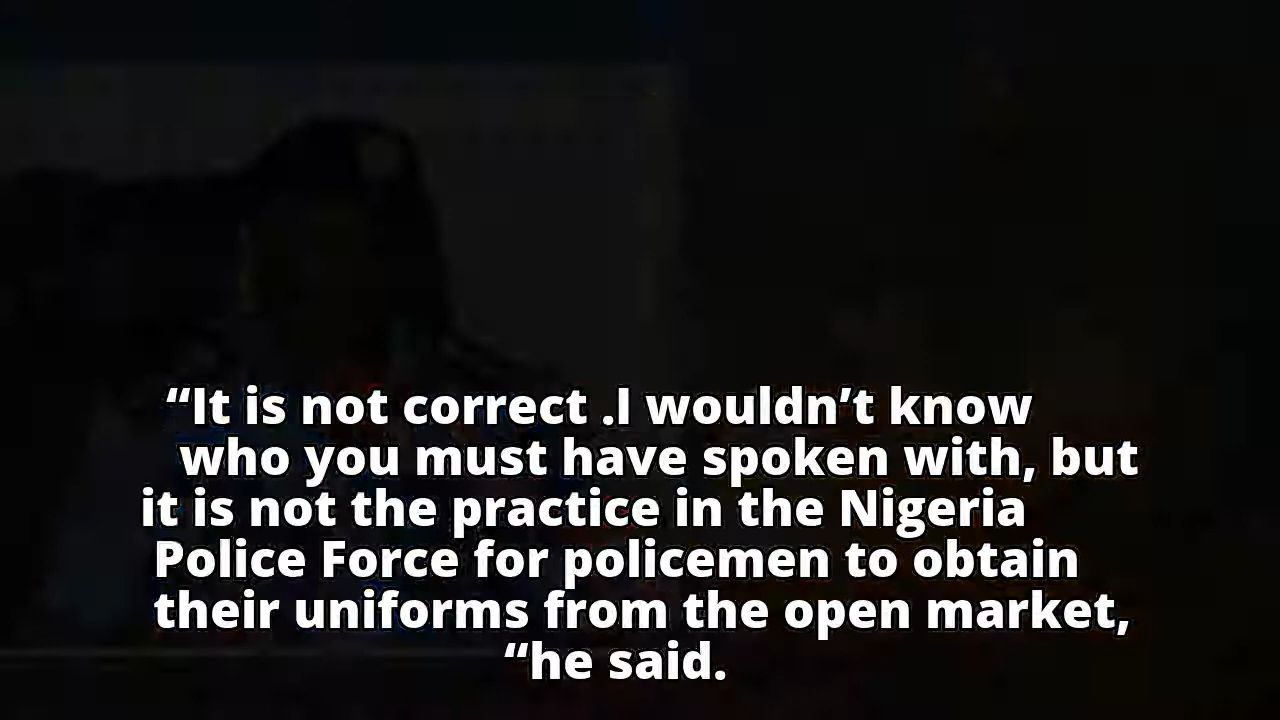 “It is not correct .I wouldn’t know
who you must have spoken with, but
it is not the practice in the Nigeria
Police Force for policemen to obtain
their uniforms from the open market,
“he said.